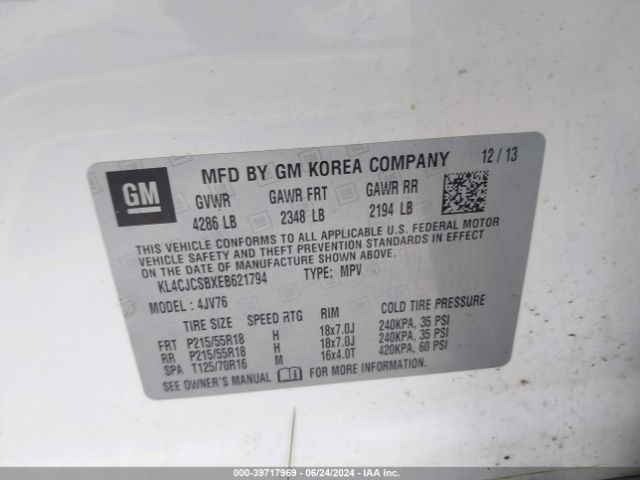 GM
MFD BY GM KOREA COMPANY 12/13
GVWR GAWR FRT GAWR RR
4286 LB 2348 LB 2194 LB
THIS VEHICLE CONFORMS TO ALL APPLICABLE U.S. FEDERAL MOTOR
VEHICLE SAFETY AND THEFT PREVENTION STANDARDS IN EFFECT
ON THE DATE OF MANUFACTURE SHOWN ABOVE.
KL4CJCSBXEB621794 TYPE: MPV
MODEL: 4JV76
TIRE SIZE SPEED RTG RIM COLD TIRE PRESSURE
FRT P215/55R18 H 18x7.0J 240KPA, 35 PSI
RR P215/55R18 H 18x7.0J 240KPA, 35 PSI
SPA T125/70R16 M 16x4.0T 420KPA, 60 PSI
SEE OWNER'S MANUAL FOR MORE INFORMATION.
000-39717969 - 06/24/2024 - IAAI.com